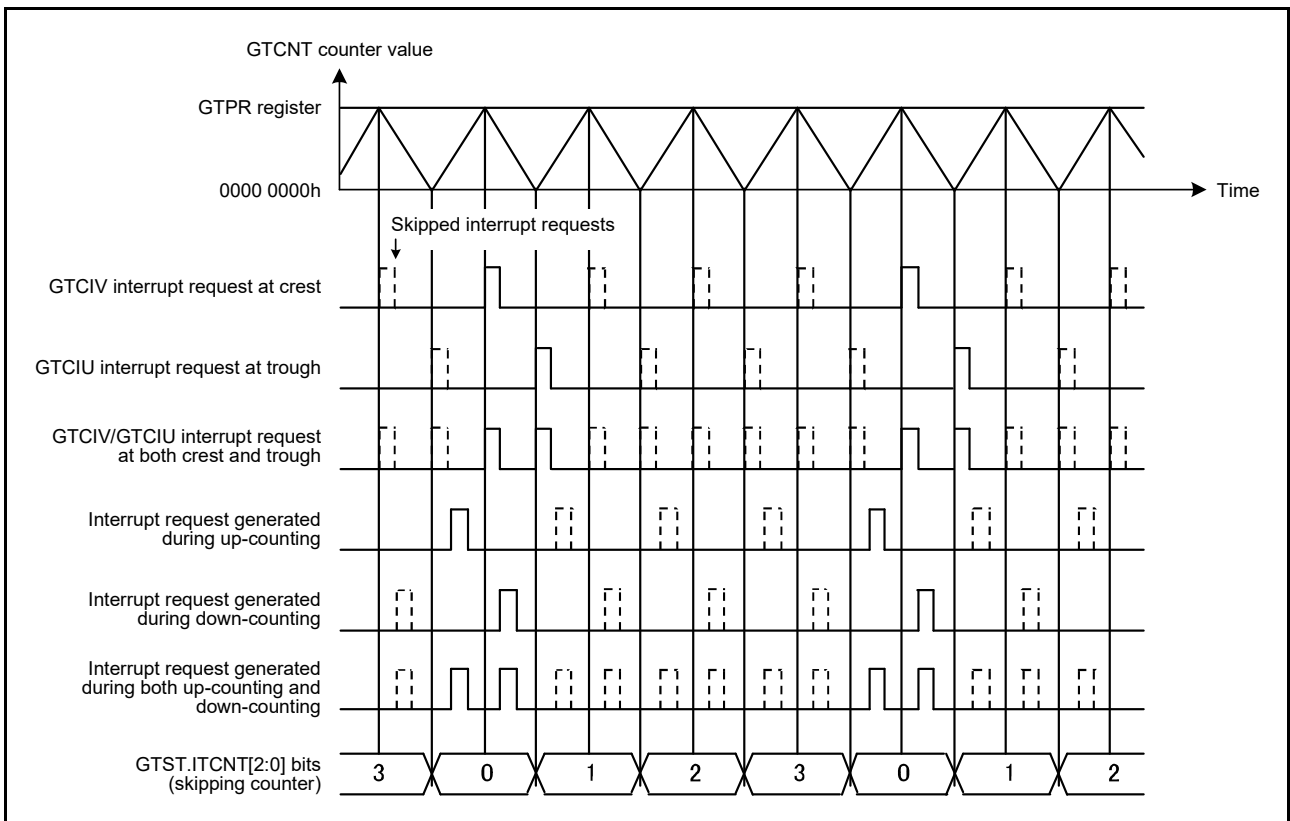 GTCNT counter value
GTPR register
0000 0000h
Time
Skipped interrupt requests
GTCIV interrupt request at crest
GTCIU interrupt request at trough
GTCIV/GTCIU interrupt request
at both crest and trough
Interrupt request generated
during up-counting
Interrupt request generated
during down-counting
Interrupt request generated
during both up-counting and
down-counting
GTST.ITCNT[2:0] bits
(skipping counter)
3 0 1 2 3 0 1 2